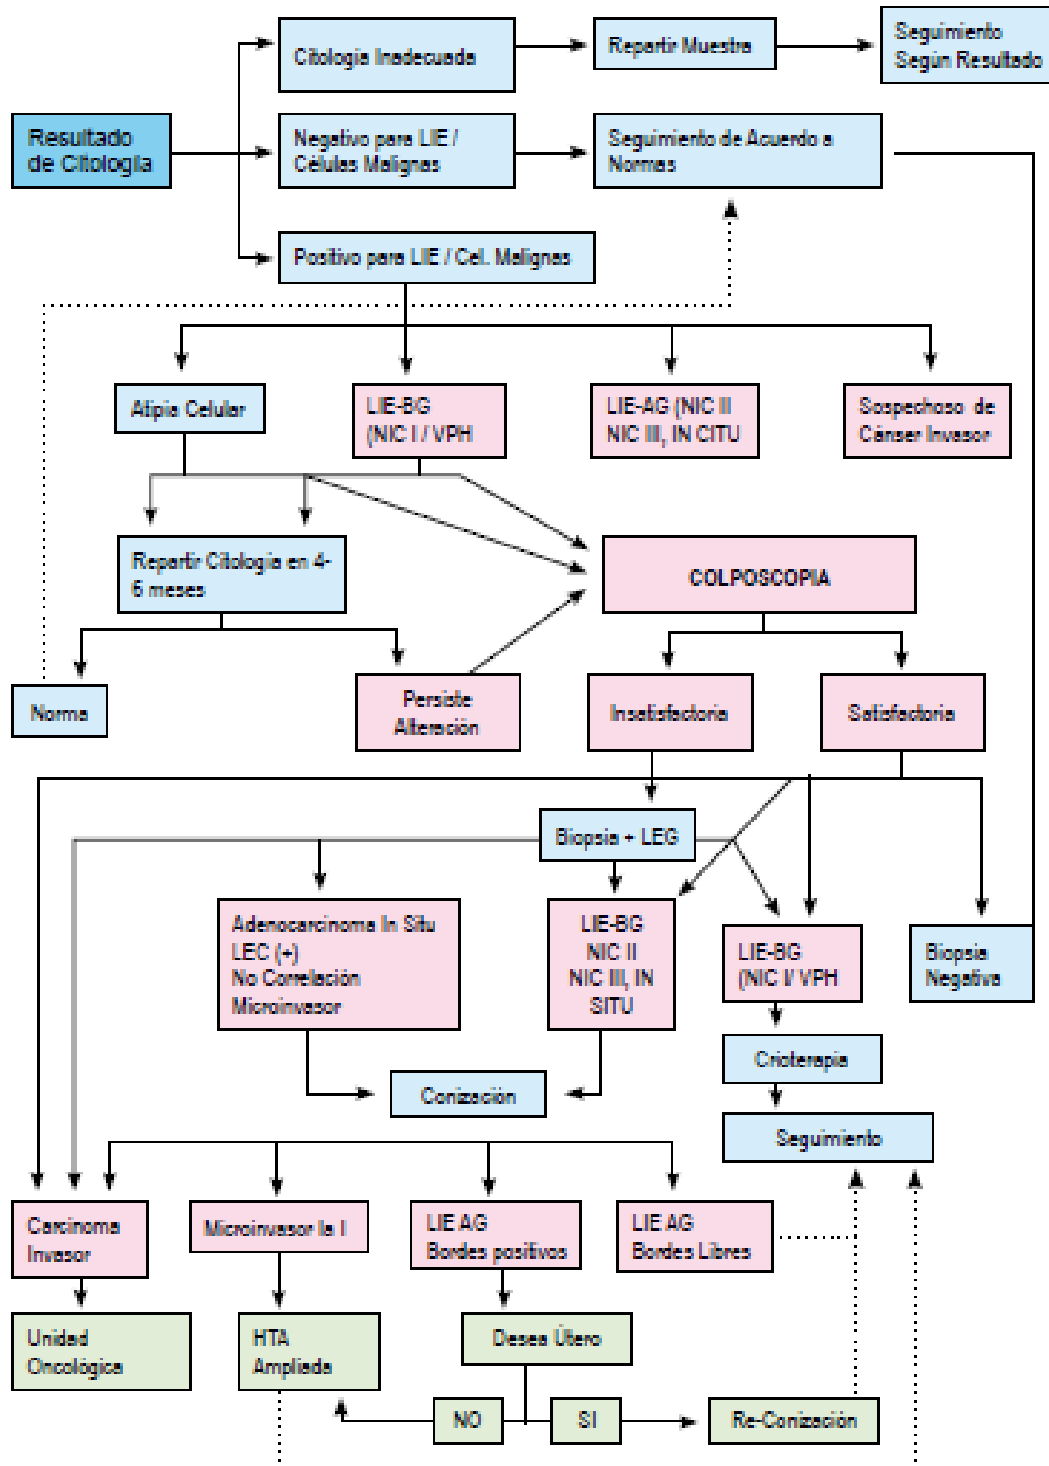 Citología Inadecuada
Repartir Muestra
Seguimiento
Según Resultado
Resultado
de Citología
Negativo para LIE /
Células Malignas
Seguimiento de Acuerdo a
Normas
Positivo para LIE / Cel. Malignas
Atipia Celular
LIE-BG
(NIC I / VPH
LIE-AG (NIC II
NIC III, IN CITU
Sospechoso de
Cánser Invasor
Repartir Citología en 4-
6 meses
COLPOSCOPIA
Norma
Persiste
Alteración
Insatisfactoria
Satisfactoria
Biopsia + LEG
Adenocarcinoma In Situ
LEC (+)
No Correlación
Microinvasor
LIE-BG
NIC II
NIC III, IN
SITU
LIE-BG
(NIC I/ VPH
Biopsia
Negativa
Crioterapia
Conización
Seguimiento
Carcinoma
Invasor
Microinvasor Ia I
LIE AG
Bordes positivos
LIE AG
Bordes Libres
Unidad
Oncológica
HTA
Ampliada
Desea Útero
NO
SI
Re-Conización